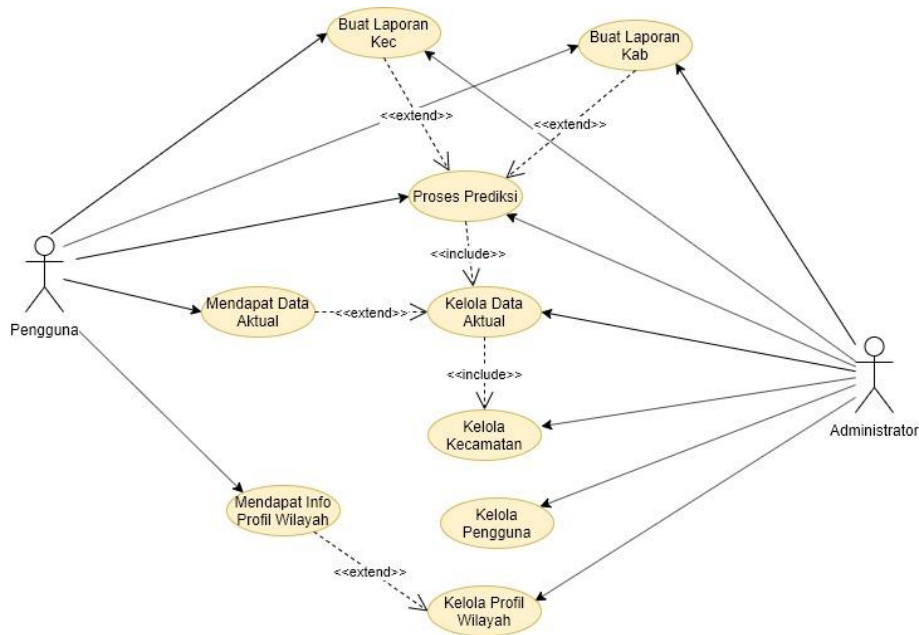 Buat Laporan
Kec
Buat Laporan
Kab
<<extend>>
<<extend>>
Proses Prediksi
<<include>>
Pengguna
Mendapat Data
Aktual
<<extend>>
Kelola Data
Aktual
<<include>>
Administrator
Kelola
Kecamatan
Mendapat Info
Profil Wilayah
Kelola
Pengguna
<<extend>>
Kelola Profil
Wilayah